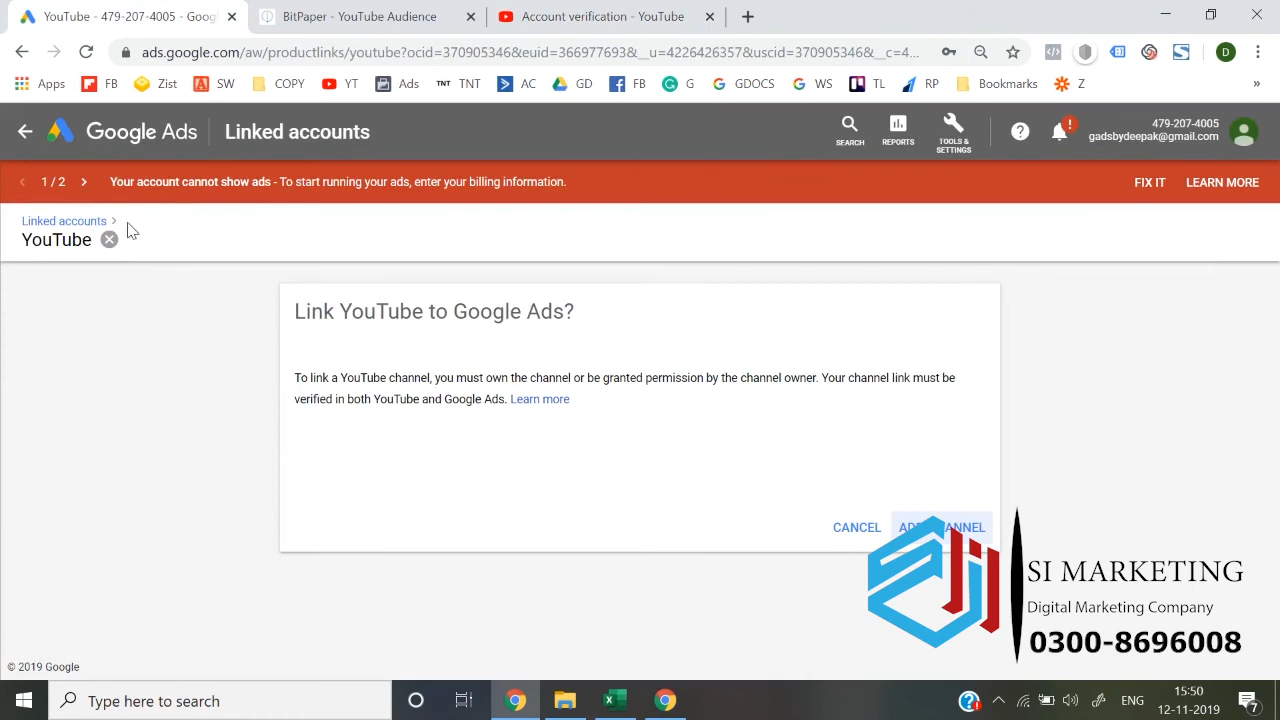 YouTube - 479-207-4005 - Goog
BitPaper - YouTube Audience
Account verification - YouTube
ads.google.com/aw/productlinks/youtube?ocid=370905346&euid=366977693&__u=4226426357&uscid=370905346&__c=4...
D
Apps FB Zist SW COPYY YT Ads TNT TNT AC GD FB G GDOCS WS TL RP Bookmarks Z »
Google Ads Linked accounts
SEARCH
REPORTS
TOOLS &
SETTINGS
479-207-4005
gadsbydeepak@gmail.com
1 / 2 Your account cannot show ads - To start running your ads, enter your billing information. FIX IT LEARN MORE
Linked accounts
YouTube
Link YouTube to Google Ads?
To link a YouTube channel, you must own the channel or be granted permission by the channel owner. Your channel link must be
verified in both YouTube and Google Ads. Learn more
CANCEL
SI MARKETING
Digital Marketing Company
0300-8696008
© 2019 Google
Type here to search
ENG
15:50
12-11-2019
7